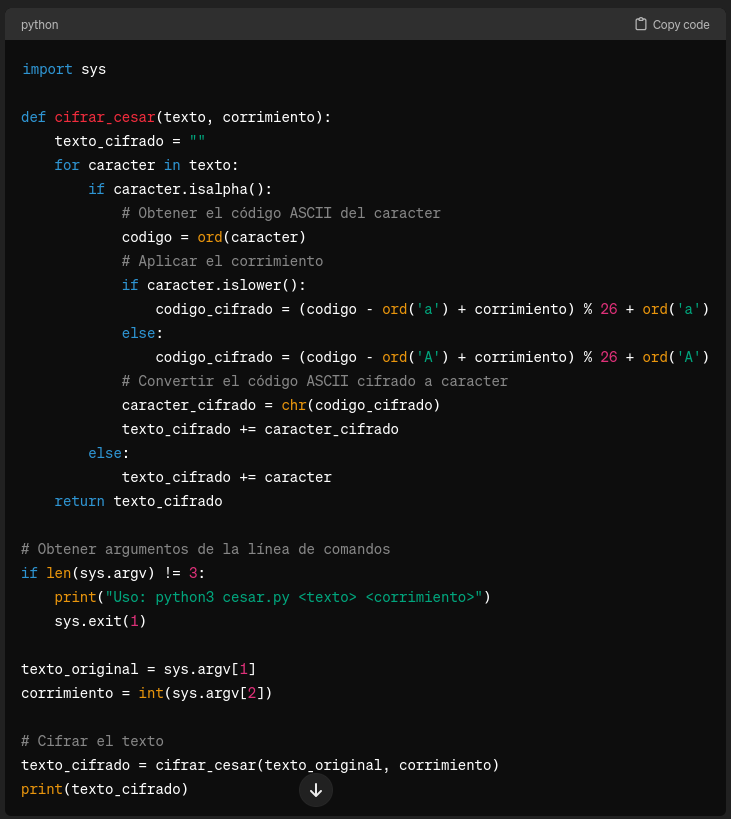 python
Copy code
import sys
def cifrar_cesar(texto, corrimiento):
    texto_cifrado = ""
    for caracter in texto:
        if caracter.isalpha():
            # Obtener el código ASCII del caracter
            codigo = ord(caracter)
            # Aplicar el corrimiento
            if caracter.islower():
                codigo_cifrado = (codigo - ord('a') + corrimiento) % 26 + ord('a')
            else:
                codigo_cifrado = (codigo - ord('A') + corrimiento) % 26 + ord('A')
            # Convertir el código ASCII cifrado a caracter
            caracter_cifrado = chr(codigo_cifrado)
            texto_cifrado += caracter_cifrado
        else:
            texto_cifrado += caracter
    return texto_cifrado
# Obtener argumentos de la línea de comandos
if len(sys.argv) != 3:
    print("Uso: python3 cesar.py <texto> <corrimiento>")
    sys.exit(1)
texto_original = sys.argv[1]
corrimiento = int(sys.argv[2])
# Cifrar el texto
texto_cifrado = cifrar_cesar(texto_original, corrimiento)
print(texto_cifrado)